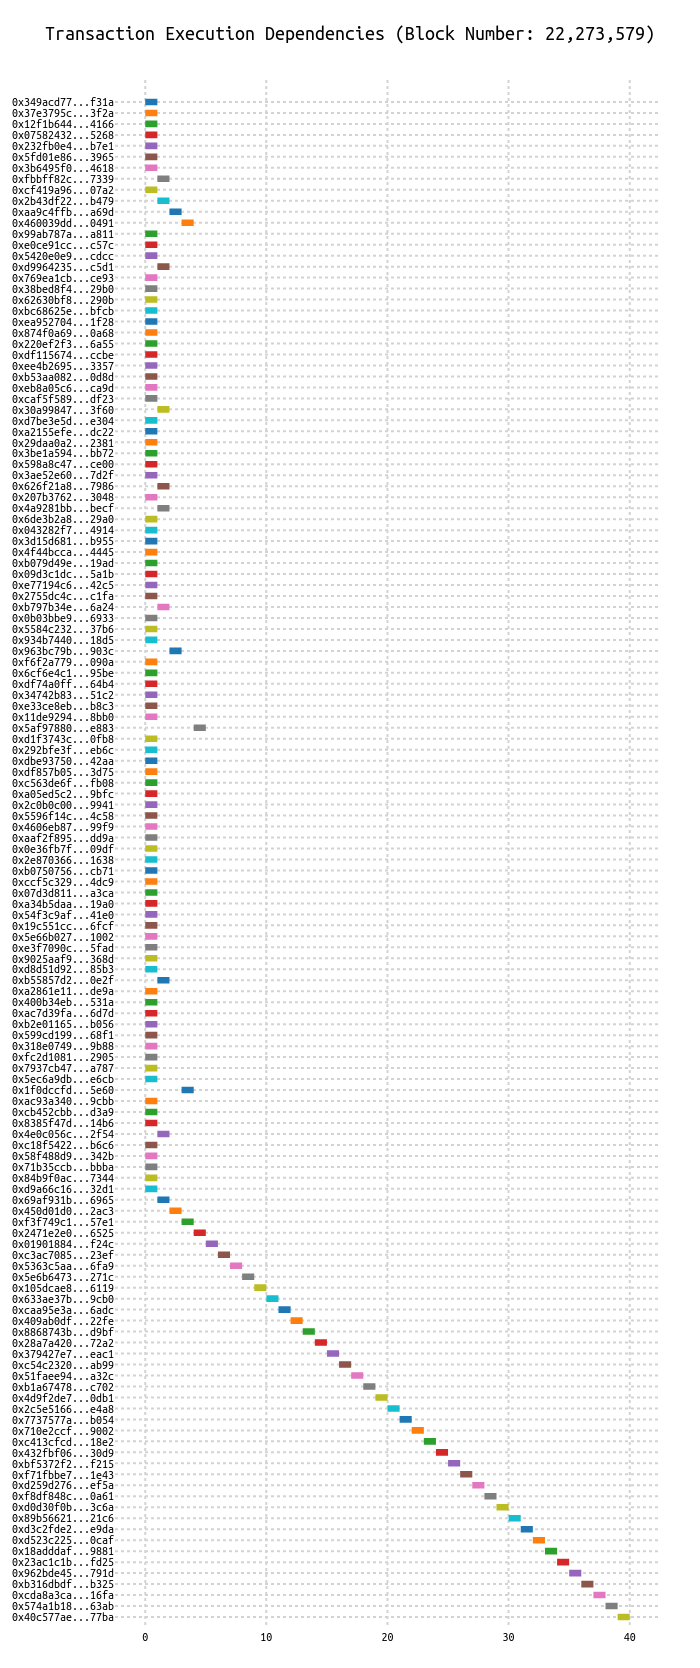 Transaction Execution Dependencies (Block Number: 22,273,579)
0x349acd77...f31a
0x37e3795c...3f2a
0x12f1b644...4166
0x07582432...5268
0x232fb0e4...b7e1
0x5fd01e86...3965
0x3b6495f0...4618
0xfbbff82c...7339
0xcf419a96...07a2
0x2b43df22...b479
0xaa9c4ffb...a69d
0x460039dd...0491
0x99ab787a...a811
0xe0ce91cc...c57c
0x5420e0e9...cdcc
0xd9964235...c5d1
0x769ea1cb...ce93
0x38bed8f4...29b0
0x62630bf8...290b
0xbc68625e...bfcb
0xea952704...1f28
0x874f0a69...0a68
0x220ef2f3...6a55
0xdf115674...ccbe
0xee4b2695...3357
0xb53aa082...0d8d
0xeb8a05c6...ca9d
0xcaf5f589...df23
0x30a99847...3f60
0xd7be3e5d...e304
0xa2155efe...dc22
0x29daa0a2...2381
0x3be1a594...bb72
0x598a8c47...ce00
0x3ae52e60...7d2f
0x626f21a8...7986
0x207b3762...3048
0x4a9281bb...becf
0x6de3b2a8...29a0
0x043282f7...4914
0x3d15d681...b955
0x4f44bcca...4445
0xb079d49e...19ad
0x09d3c1dc...5a1b
0xe77194c6...42c5
0x2755dc4c...c1fa
0xb797b34e...6a24
0x0b03bbe9...6933
0x5584c232...37b6
0x934b7440...18d5
0x963bc79b...903c
0xf6f2a779...090a
0x6cf6e4c1...95be
0xdf74a0ff...64b4
0x34742b83...51c2
0xe33ce8eb...b8c3
0x11de9294...8bb0
0x5af97880...e883
0xd1f3743c...0fb8
0x292bfe3f...eb6c
0xdbe93750...42aa
0xdf857b05...3d75
0xc563de6f...fb08
0xa05ed5c2...9bfc
0x2c0b0c00...9941
0x5596f14c...4c58
0x4606eb87...99f9
0xaaf2f895...dd9a
0x0e36fb7f...09df
0x2e870366...1638
0xb0750756...cb71
0xccf5c329...4dc9
0x07d3d811...a3ca
0xa34b5daa...19a0
0x54f3c9af...41e0
0x19c551cc...6fcf
0x5e66b027...1002
0xe3f7090c...5fad
0x9025aaf9...368d
0xd8d51d92...85b3
0xb55857d2...0e2f
0xa2861e11...de9a
0x400b34eb...531a
0xac7d39fa...6d7d
0xb2e01165...b056
0x599cd199...68f1
0x318e0749...9b88
0xfc2d1081...2905
0x7937cb47...a787
0x5ec6a9db...e6cb
0x1f0dccfd...5e60
0xac93a340...9cbb
0xcb452cbb...d3a9
0x8385f47d...14b6
0x4e0c056c...2f54
0xc18f5422...b6c6
0x58f488d9...342b
0x71b35ccb...bbba
0x84b9f0ac...7344
0xd9a66c16...32d1
0x69af931b...6965
0x450d01d0...2ac3
0xf3f749c1...57e1
0x2471e2e0...6525
0x01901884...f24c
0xc3ac7085...23ef
0x5363c5aa...6fa9
0x5e6b6473...271c
0x105dcae8...6119
0x633ae37b...9cb0
0xcaa95e3a...6adc
0x409ab0df...22fe
0x8868743b...d9bf
0x28a7a420...72a2
0x379427e7...eac1
0xc54c2320...ab99
0x51faee94...a32c
0xb1a67478...c702
0x4d9f2de7...0db1
0x2c5e5166...e4a8
0x7737577a...b054
0x710e2ccf...9002
0xc413cfcd...18e2
0x432fbf06...30d9
0xbf5372f2...f215
0xf71fbbe7...1e43
0xd259d276...ef5a
0xf8df848c...0a61
0xd0d30f0b...3c6a
0x89b56621...21c6
0xd3c2fde2...e9da
0xd523c225...0caf
0x18adddaf...9881
0x23ac1c1b...fd25
0x962bde45...791d
0xb316dbdf...b325
0xcda8a3ca...16fa
0x574a1b18...63ab
0x40c577ae...77ba
0 10 20 30 40